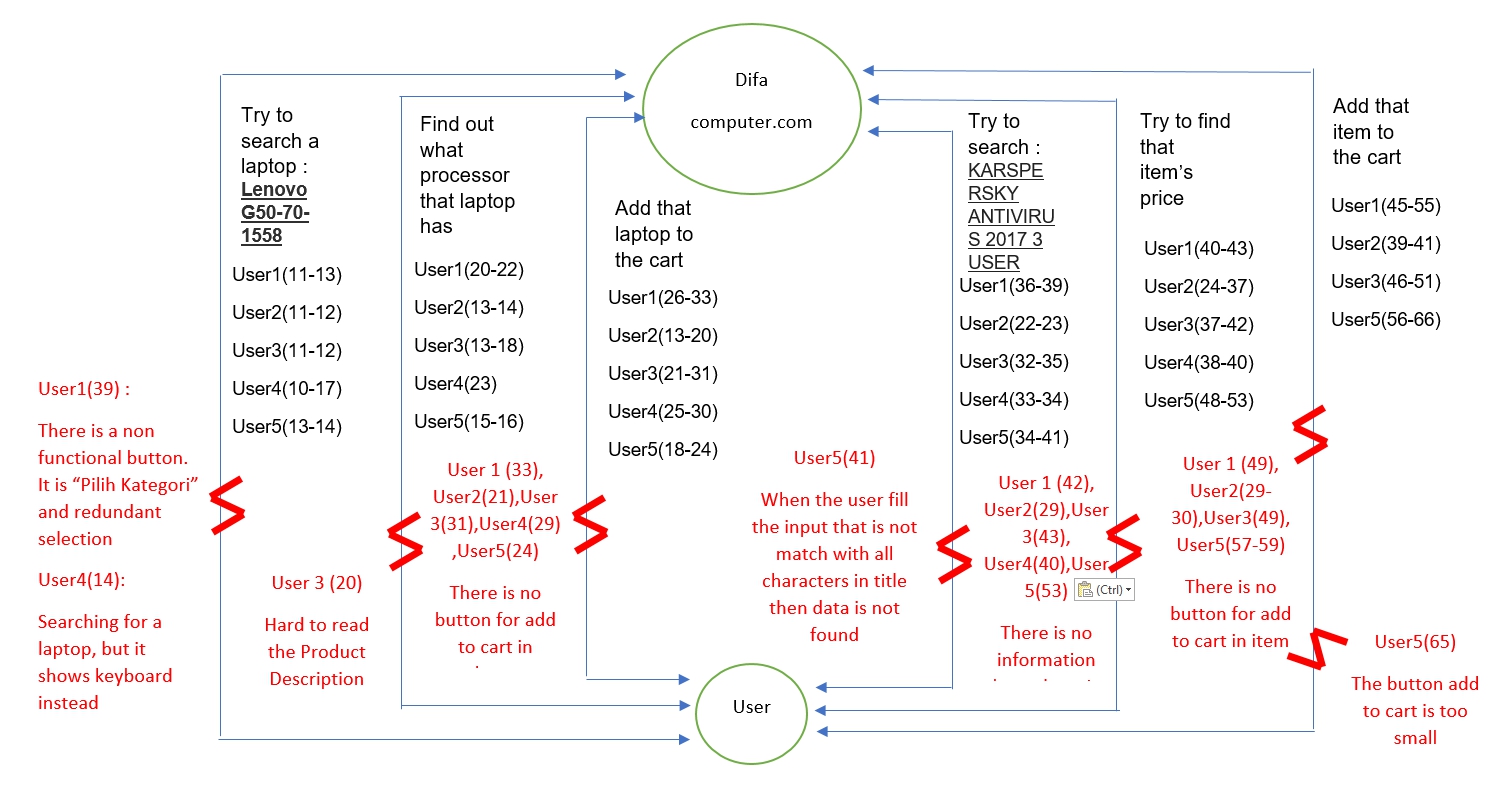 Difa
computer.com
Try to
search a
laptop :
Lenovo
G50-70-
1558
User1(11-13)
User2(11-12)
User3(11-12)
User4(10-17)
User5(13-14)
Find out
what
processor
that laptop
has
User1(20-22)
User2(13-14)
User3(13-18)
User4(23)
User5(15-16)
Add that
laptop to
the cart
User1(26-33)
User2(13-20)
User3(21-31)
User4(25-30)
User5(18-24)
Try to
search :
KARSPE
RSKY
ANTIVIRU
S 2017 3
USER
User1(36-39)
User2(22-23)
User3(32-35)
User4(33-34)
User5(34-41)
Try to find
that
item’s
price
User1(40-43)
User2(24-37)
User3(37-42)
User4(38-40)
User5(48-53)
Add that
item to
the cart
User1(45-55)
User2(39-41)
User3(46-51)
User5(56-66)
User1(39) :
There is a non
functional button.
It is “Pilih Kategori”
and redundant
selection
User4(14):
Searching for a
laptop, but it
shows keyboard
instead
User 3 (20)
Hard to read
the Product
Description
User 1 (33),
User2(21),User
3(31),User4(29)
,User5(24)
There is no
button for add
to cart in
User5(41)
When the user fill
the input that is not
match with all
characters in title
then data is not
found
User 1 (42),
User2(29),User
3(43),
User4(40),User
5(53)
(Ctrl)
There is no
information
User 1 (49),
User2(29-
30),User3(49),
User5(57-59)
There is no
button for add
to cart in item
User5(65)
The button add
to cart is too
small
User